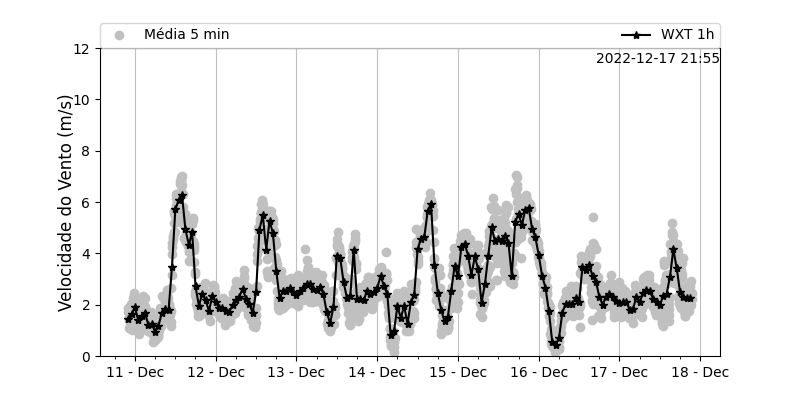 Média 5 min
WXT 1h
2022-12-17 21:55
Velocidade do Vento (m/s)
12
10
8
6
4
2
0
11 - Dec
12 - Dec
13 - Dec
14 - Dec
15 - Dec
16 - Dec
17 - Dec
18 - Dec